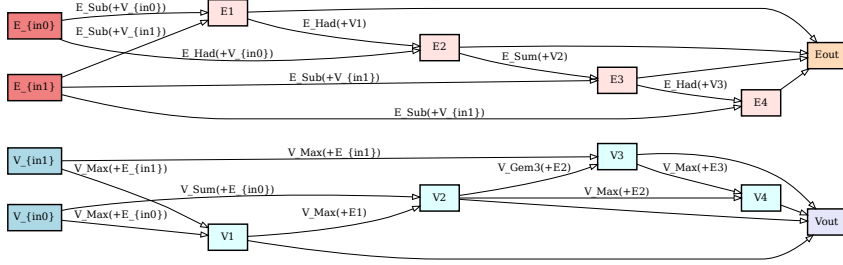 E_Sub(+V_{in0})
E_{in0}
E1
E_Sub(+V_{in1})
E_Had(+V1)
E_Had(+V_{in0})
E2
E_Sum(+V2)
Eout
E_{in1}
E_Sub(+V_{in1})
E3
E_Had(+V3)
E4
E_Sub(+V_{in1})
V_{in1}
V_Max(+E_{in1})
V3
V_Max(+E_{in1})
V_Gem3(+E2)
V_Max(+E3)
V_Sum(+E_{in0})
V2
V_Max(+E2)
V4
V_{in0}
V_Max(+E_{in0})
V_Max(+E1)
V1
Vout